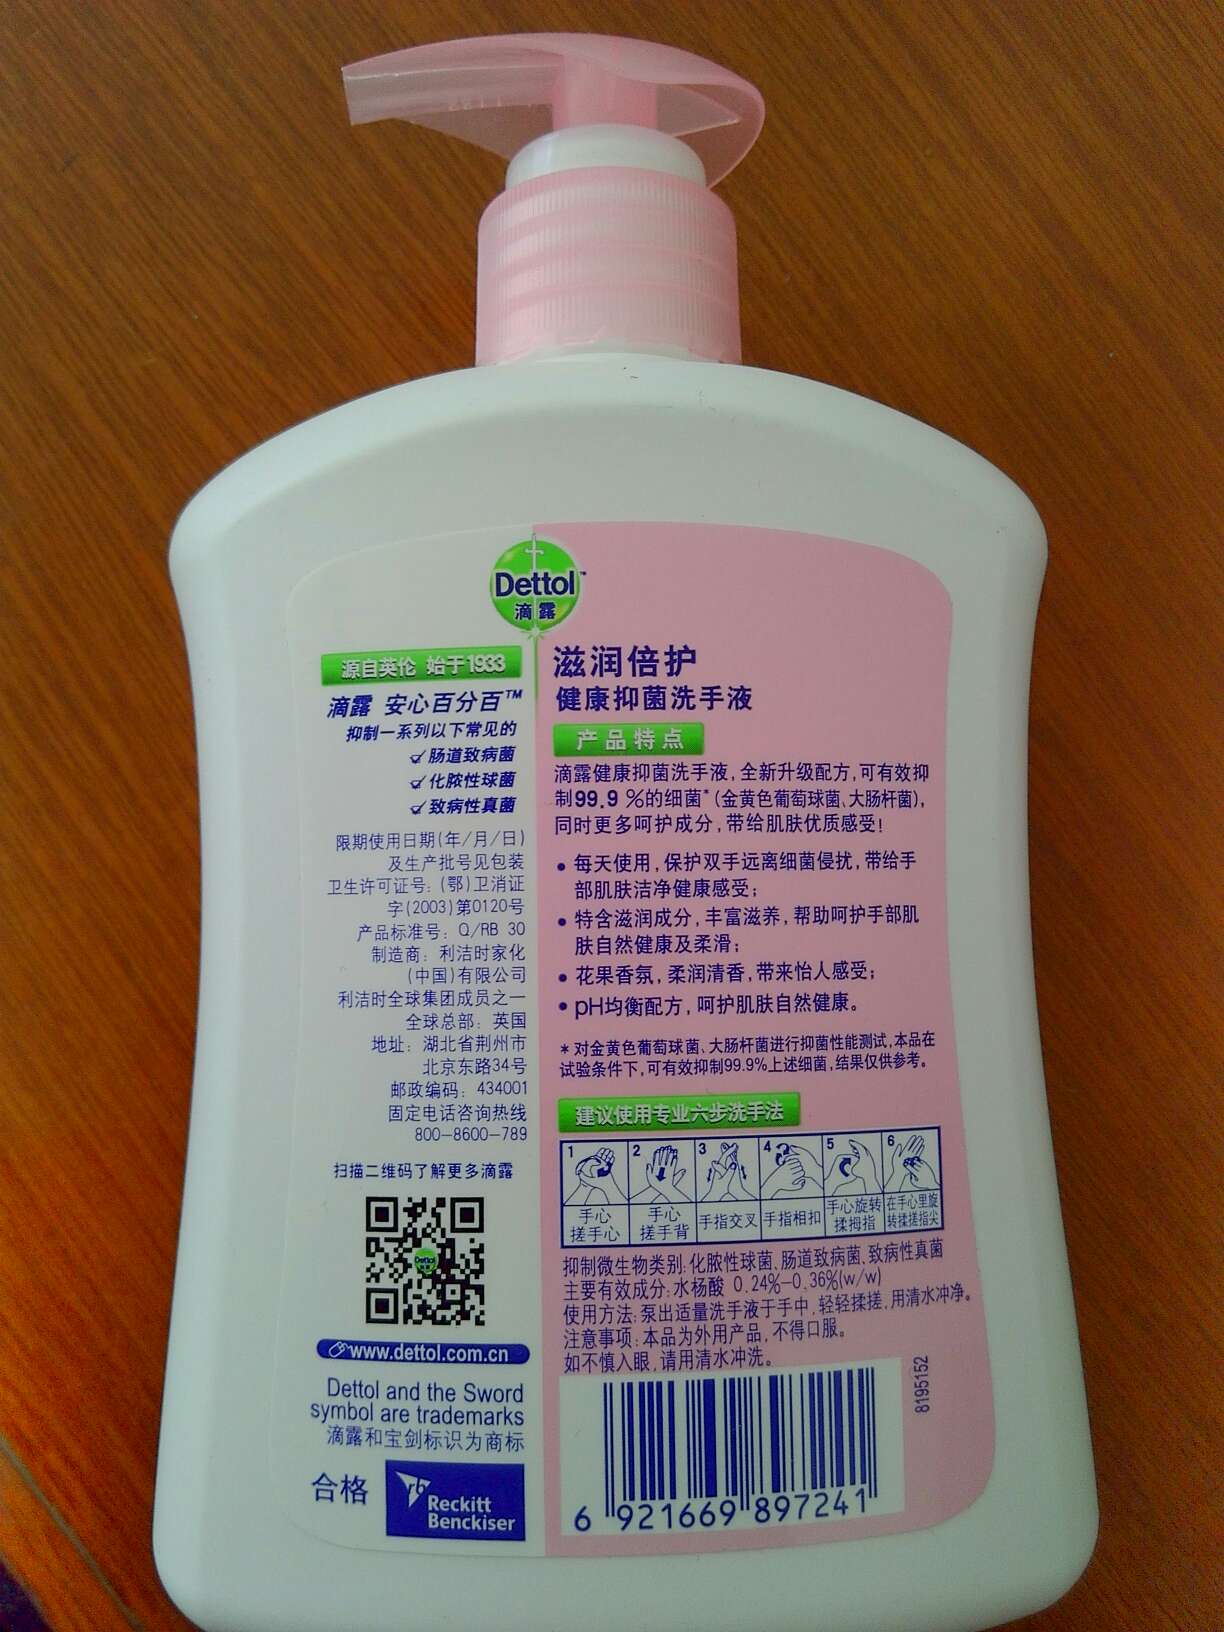 Dettol™
滴露
源自英伦 始于1933
滴露 安心百分百™
抑制一系列以下常见的
肠道致病菌
化脓性球菌
致病性真菌
限期使用日期(年/月/日)
及生产批号见包装
卫生许可证号:(鄂)卫消证
字(2003)第0120号
产品标准号: Q/RB 30
制造商: 利洁时家化
(中国)有限公司
利洁时全球集团成员之一
全球总部: 英国
地址: 湖北省荆州市
北京东路34号
邮政编码: 434001
固定电话咨询热线
800-8600-789
扫描二维码了解更多滴露
Dettol
www.dettol.com.cn
Dettol and the Sword
symbol are trademarks
滴露和宝剑标识为商标
合格
rb
Reckitt
Benckiser
滋润倍护
健康抑菌洗手液
产品特点
滴露健康抑菌洗手液,全新升级配方,可有效抑
制99.9 %的细菌*(金黄色葡萄球菌、大肠杆菌),
同时更多呵护成分,带给肌肤优质感受!
• 每天使用,保护双手远离细菌侵扰,带给手
部肌肤洁净健康感受;
• 特含滋润成分,丰富滋养,帮助呵护手部肌
肤自然健康及柔滑;
• 花果香氛,柔润清香,带来怡人感受;
• pH均衡配方,呵护肌肤自然健康。
* 对金黄色葡萄球菌、大肠杆菌进行抑菌性能测试,本品在
试验条件下,可有效抑制99.9%上述细菌,结果仅供参考。
建议使用专业六步洗手法
1 2 3 4 5 6
手心 手心 手指交叉 手指相扣 手心旋转 在手心里旋
搓手心 搓手背 揉拇指 转揉搓指尖
抑制微生物类别:化脓性球菌、肠道致病菌、致病性真菌
主要有效成分:水杨酸 0.24%-0.36%(w/w)
使用方法:泵出适量洗手液于手中,轻轻揉搓,用清水冲净。
注意事项:本品为外用产品,不得口服。
如不慎入眼,请用清水冲洗。
8195152
6 921669 897241